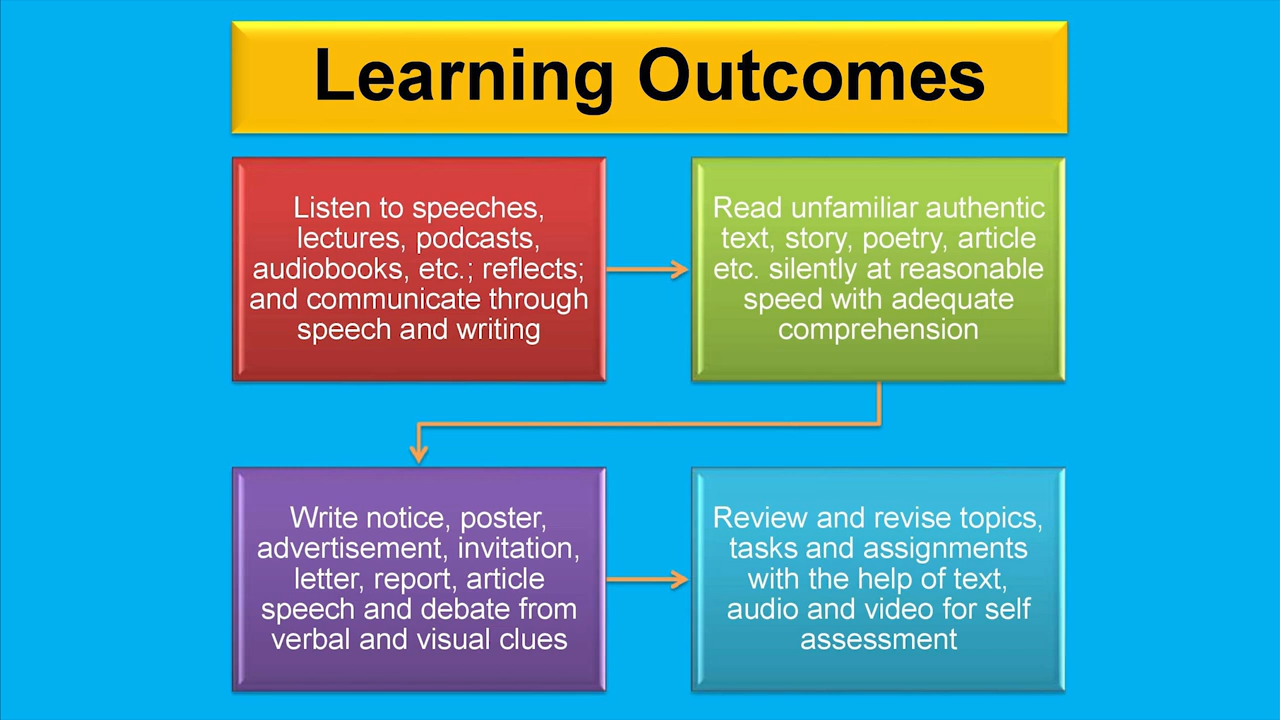 Learning Outcomes
Listen to speeches,
lectures, podcasts,
audiobooks, etc.; reflects;
and communicate through
speech and writing
Read unfamiliar authentic
text, story, poetry, article
etc. silently at reasonable
speed with adequate
comprehension
Write notice, poster,
advertisement, invitation,
letter, report, article
speech and debate from
verbal and visual clues
Review and revise topics,
tasks and assignments
with the help of text,
audio and video for self
assessment